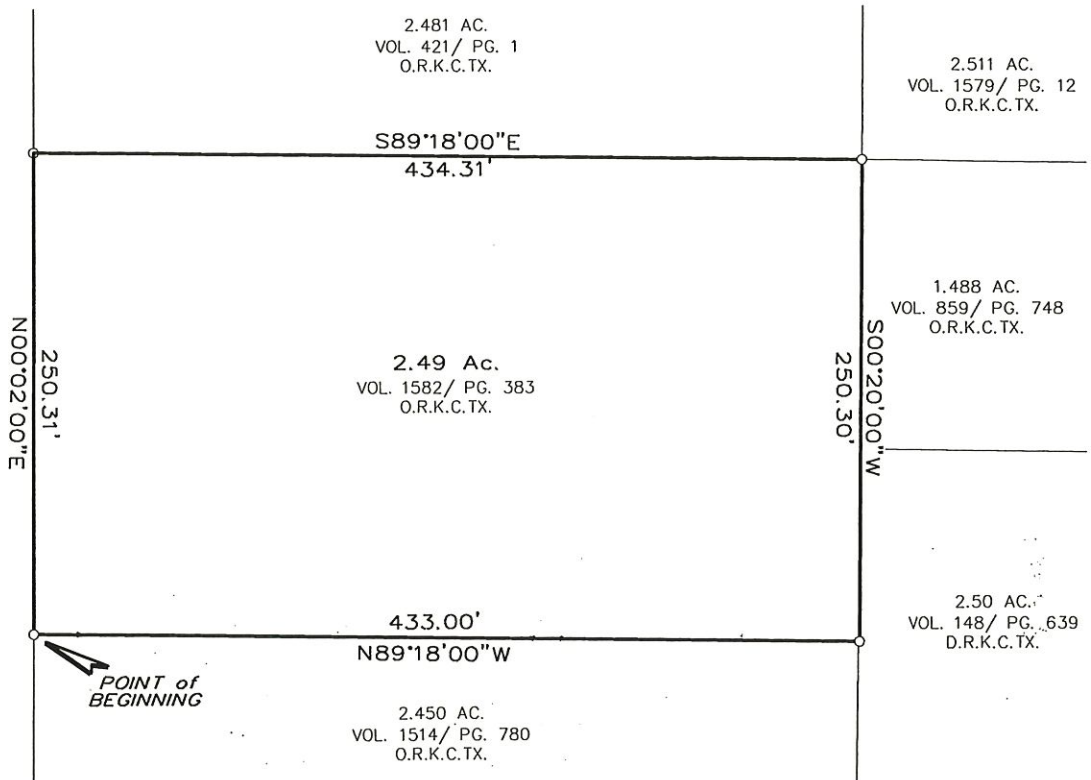 2.481 AC.
VOL. 421/ PG. 1
O.R.K.C.TX.
2.511 AC.
VOL. 1579/ PG. 12
O.R.K.C.TX.
S89°18'00"E
434.31'
1.488 AC.
VOL. 859/ PG. 748
O.R.K.C.TX.
N00°02'00"E
250.31'
2.49 Ac.
VOL. 1582/ PG. 383
O.R.K.C.TX.
250.30'
S00°20'00"W
433.00'
N89°18'00"W
2.50 AC.
VOL. 148/ PG. 639
D.R.K.C.TX.
POINT of
BEGINNING
2.450 AC.
VOL. 1514/ PG. 780
O.R.K.C.TX.